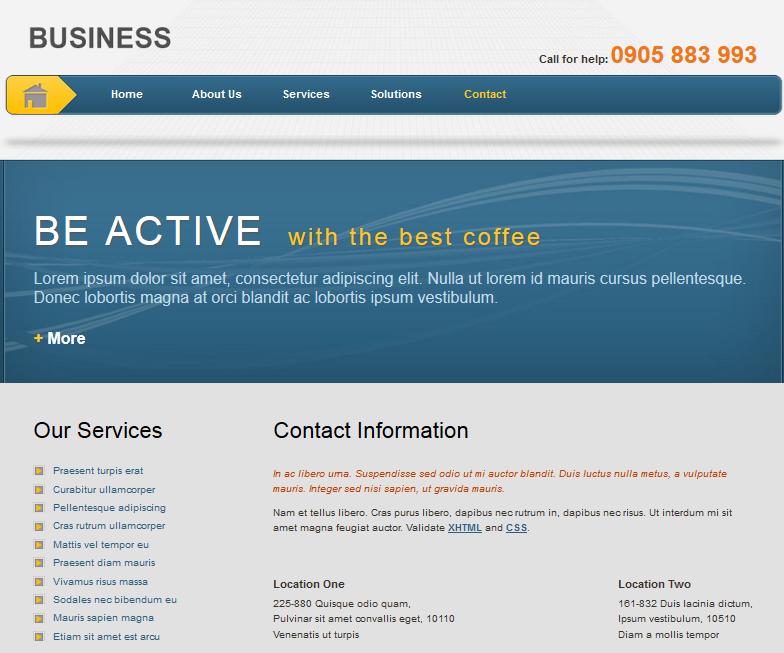 BUSINESS
Call for help: 0905 883 993
Home About Us Services Solutions Contact
BE ACTIVE with the best coffee
Lorem ipsum dolor sit amet, consectetur adipiscing elit. Nulla ut lorem id mauris cursus pellentesque.
Donec lobortis magna at orci blandit ac lobortis ipsum vestibulum.
+ More
Our Services
Praesent turpis erat
Curabitur ullamcorper
Pellentesque adipiscing
Cras rutrum ullamcorper
Mattis vel tempor eu
Praesent diam mauris
Vivamus risus massa
Sodales nec bibendum eu
Mauris sapien magna
Etiam sit amet est arcu
Contact Information
In ac libero urna. Suspendisse sed odio ut mi auctor blandit. Duis luctus nulla metus, a vulputate
mauris. Integer sed nisi sapien, ut gravida mauris.
Nam et tellus libero. Cras purus libero, dapibus nec rutrum in, dapibus nec risus. Ut interdum mi sit
amet magna feugiat auctor. Validate XHTML and CSS.
Location One
225-880 Quisque odio quam,
Pulvinar sit amet convallis eget, 10110
Venenatis ut turpis
Location Two
161-832 Duis lacinia dictum,
Ipsum vestibulum, 10510
Diam a mollis tempor